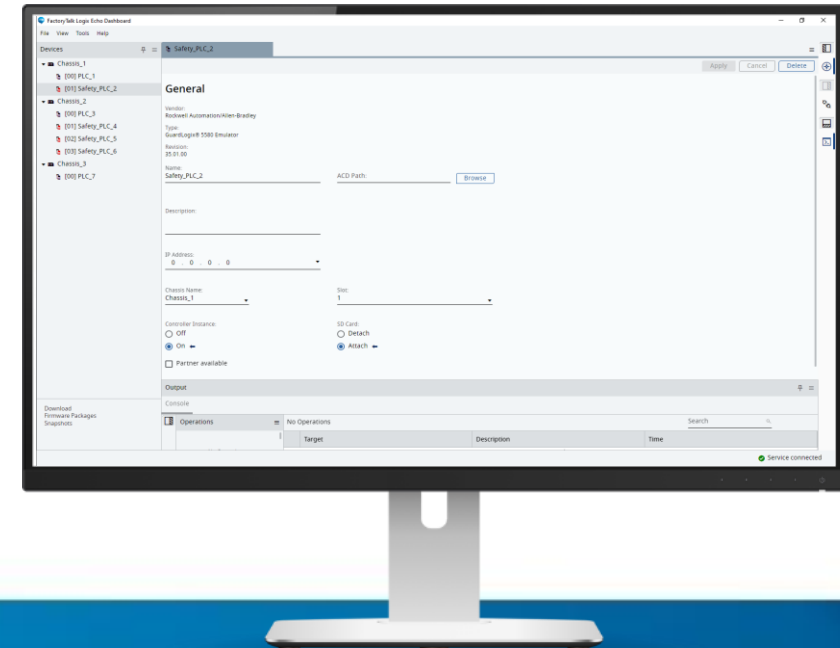 FactoryTalk Logix Echo Dashboard
File View Tools Help
Devices
Safety_PLC_2
Chassis_1
[00] PLC_1
[01] Safety_PLC_2
Chassis_2
[00] PLC_3
[01] Safety_PLC_4
[02] Safety_PLC_5
[03] Safety_PLC_6
Chassis_3
[00] PLC_7
Download
Firmware Packages
Snapshots
Apply Cancel Delete
General
Vendor:
Rockwell Automation/Allen-Bradley
Type:
GuardLogix® 5580 Emulator
Revision:
35.01.00
Name:
Safety_PLC_2 ACD Path: Browse
Description:
IP Address:
0 . 0 . 0 . 0
Chassis Name: Slot:
Chassis_1 1
Controller Instance: SD Card:
Off Detach
On Attach
Partner available
Output
Console
Operations No Operations Search
Target Description Time
Service connected